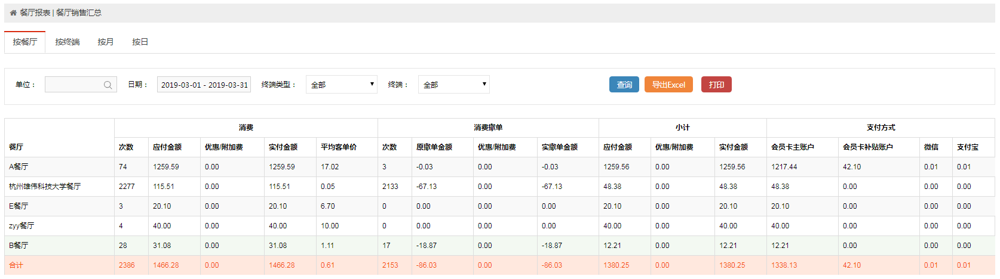 餐厅报表 | 餐厅销售汇总
按餐厅 按终端 按月 按日
单位： 日期： 2019-03-01 - 2019-03-31 终端类型： 全部 终端： 全部 查询 导出Excel 打印
消费 消费撤单 小计 支付方式
餐厅 次数 应付金额 优惠/附加费 实付金额 平均客单价 次数 原撤单金额 优惠/附加费 实撤单金额 应付金额 优惠/附加费 实付金额 会员卡主账户 会员卡补贴账户 微信 支付宝
A餐厅 74 1259.59 0.00 1259.59 17.02 3 -0.03 0.00 -0.03 1259.56 0.00 1259.56 1217.44 42.10 0.01 0.01
杭州雄伟科技大学餐厅 2277 115.51 0.00 115.51 0.05 2133 -67.13 0.00 -67.13 48.38 0.00 48.38 48.38 0.00 0.00 0.00
E餐厅 3 20.10 0.00 20.10 6.70 0 0.00 0.00 0.00 20.10 0.00 20.10 20.10 0.00 0.00 0.00
zyy餐厅 4 40.00 0.00 40.00 10.00 0 0.00 0.00 0.00 40.00 0.00 40.00 40.00 0.00 0.00 0.00
B餐厅 28 31.08 0.00 31.08 1.11 17 -18.87 0.00 -18.87 12.21 0.00 12.21 12.21 0.00 0.00 0.00
合计 2386 1466.28 0.00 1466.28 0.61 2153 -86.03 0.00 -86.03 1380.25 0.00 1380.25 1338.13 42.10 0.01 0.01